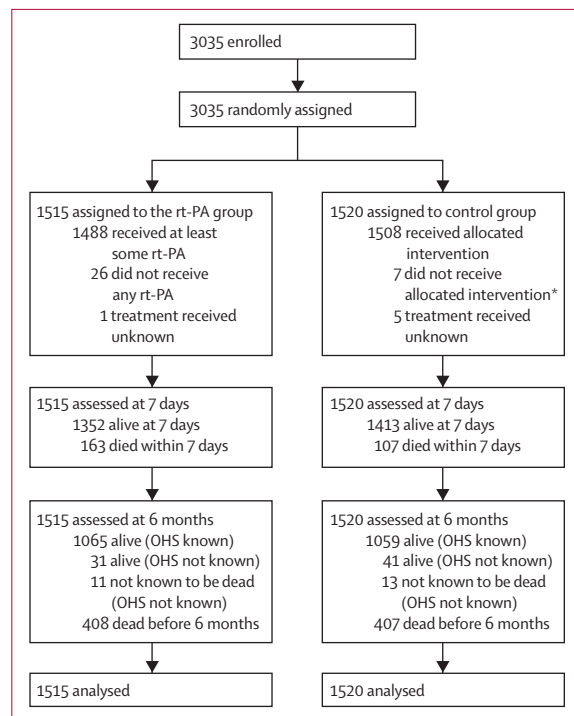 3035 enrolled
3035 randomly assigned
1515 assigned to the rt-PA group
1488 received at least
some rt-PA
26 did not receive
any rt-PA
1 treatment received
unknown
1520 assigned to control group
1508 received allocated
intervention
7 did not receive
allocated intervention*
5 treatment received
unknown
1515 assessed at 7 days
1352 alive at 7 days
163 died within 7 days
1520 assessed at 7 days
1413 alive at 7 days
107 died within 7 days
1515 assessed at 6 months
1065 alive (OHS known)
31 alive (OHS not known)
11 not known to be dead
(OHS not known)
408 dead before 6 months
1520 assessed at 6 months
1059 alive (OHS known)
41 alive (OHS not known)
13 not known to be dead
(OHS not known)
407 dead before 6 months
1515 analysed
1520 analysed